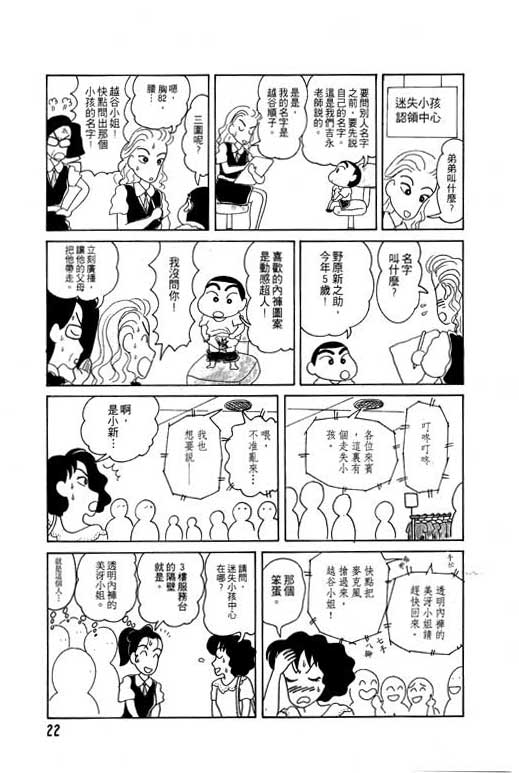 迷失小孩
認領中心
弟弟叫什麼?
要問別人名字
之前,要先說
自己的名字。
這是我們吉永
老師說的。
是是,
我的名字是
越谷順子。
三圍呢?
嗯,
胸82,
腰…
越谷小姐!
快點問出那個
小孩的名字!
名字
叫什麼?
野原新之助,
今年5歲!
喜歡的內褲圖案
是動感超人!
我沒問你!
立刻廣播,
讓他的父母
把他帶走。
叮咚叮咚,
各位來賓
,這裏有
個走失小
孩。
喂,
不准亂來…
我也
想要說——
啊,
是小新…
透明內褲的
美冴小姐請
趕快回來。
快點把
麥克風
搶過來,
越谷小姐!
七手
八腳
那個
笨蛋。
請問,
迷失小孩中心
在哪?
3樓服務台
的隔壁
就是。
透明內褲的
美冴小姐。
就是這個人…
22